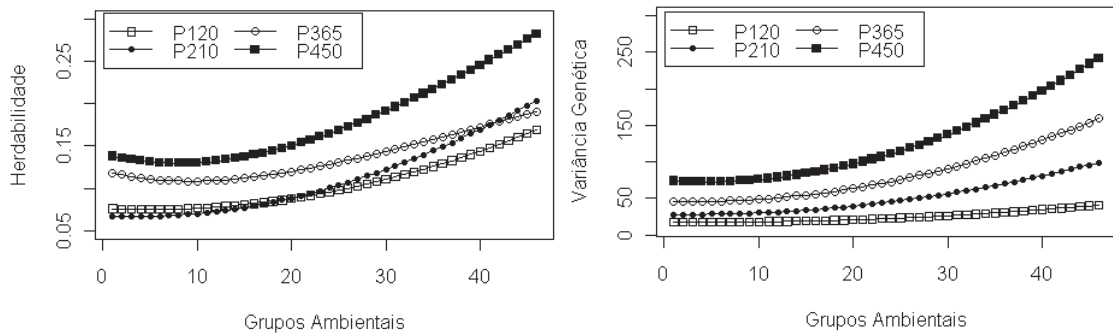 P120 P365
P210 P450
Herdabilidade
0.25
0.15
0.05
0 10 20 30 40
Grupos Ambientais
P120 P365
P210 P450
Variância Genética
250
150
50
0
0 10 20 30 40
Grupos Ambientais